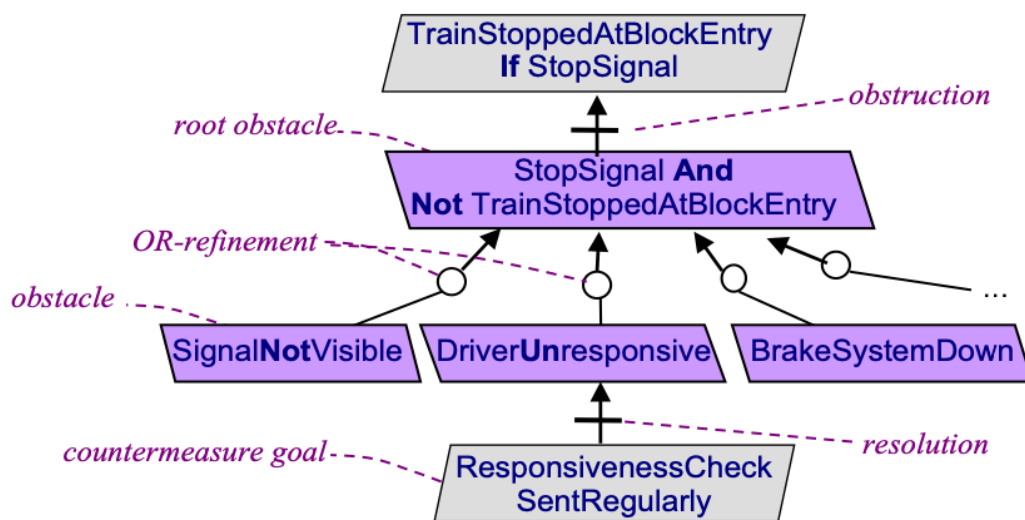 TrainStoppedAtBlockEntry
If StopSignal
obstruction
root obstacle
StopSignal And
Not TrainStoppedAtBlockEntry
OR-refinement
obstacle
...
SignalNotVisible
DriverUnresponsive
BrakeSystemDown
countermeasure goal
resolution
ResponsivenessCheck
SentRegularly